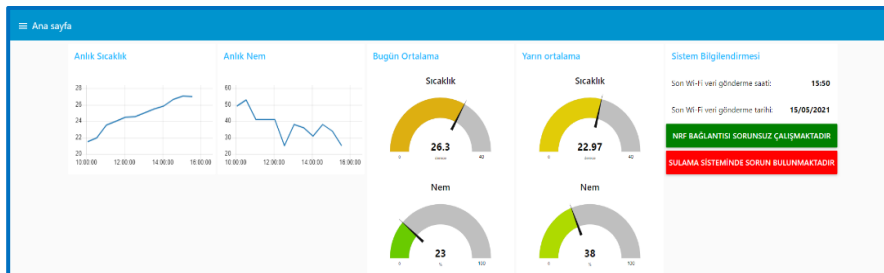 Ana sayfa
Anlık Sıcaklık
28
26
24
22
20
10:00:00
12:00:00
14:00:00
16:00:00
Anlık Nem
60
50
40
30
20
10:00:00
12:00:00
14:00:00
16:00:00
Bugün Ortalama
Sıcaklık
26.3
0
40
Nem
23
%
0
100
Yarın ortalama
Sıcaklık
22.97
0
40
Nem
38
%
0
100
Sistem Bilgilendirmesi
Son Wi-Fi veri gönderme saati: 15:50
Son Wi-Fi veri gönderme tarihi: 15/05/2021
NRF BAĞLANTISI SORUNSUZ ÇALIŞMAKTADIR
SULAMA SİSTEMİNDE SORUN BULUNMAKTADIR